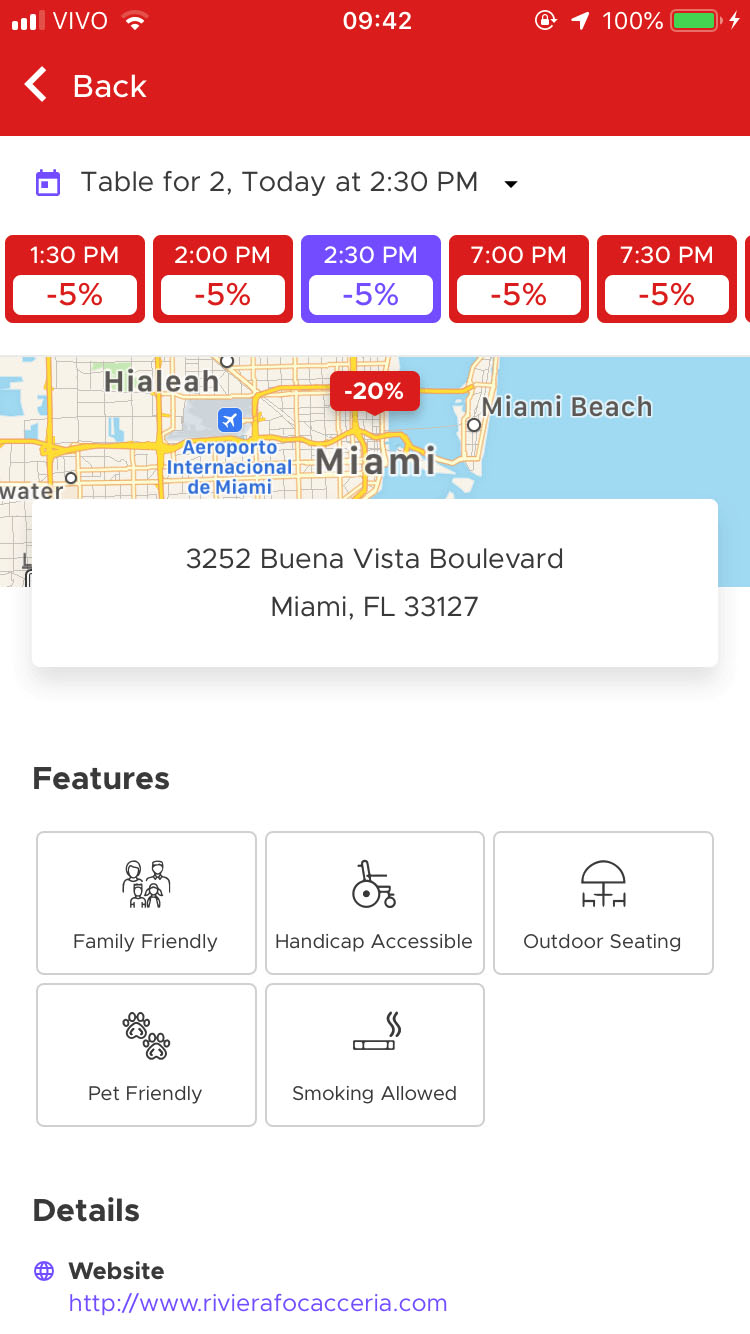 VIVO 09:42 100%
Back
Table for 2, Today at 2:30 PM
1:30 PM 2:00 PM 2:30 PM 7:00 PM 7:30 PM
-5% -5% -5% -5% -5%
Hialeah
-20%
Miami Beach
Aeroporto
Internacional
de Miami
Miami
water
3252 Buena Vista Boulevard
Miami, FL 33127
Features
Family Friendly Handicap Accessible Outdoor Seating
Pet Friendly Smoking Allowed
Details
Website
http://www.rivierafocacceria.com